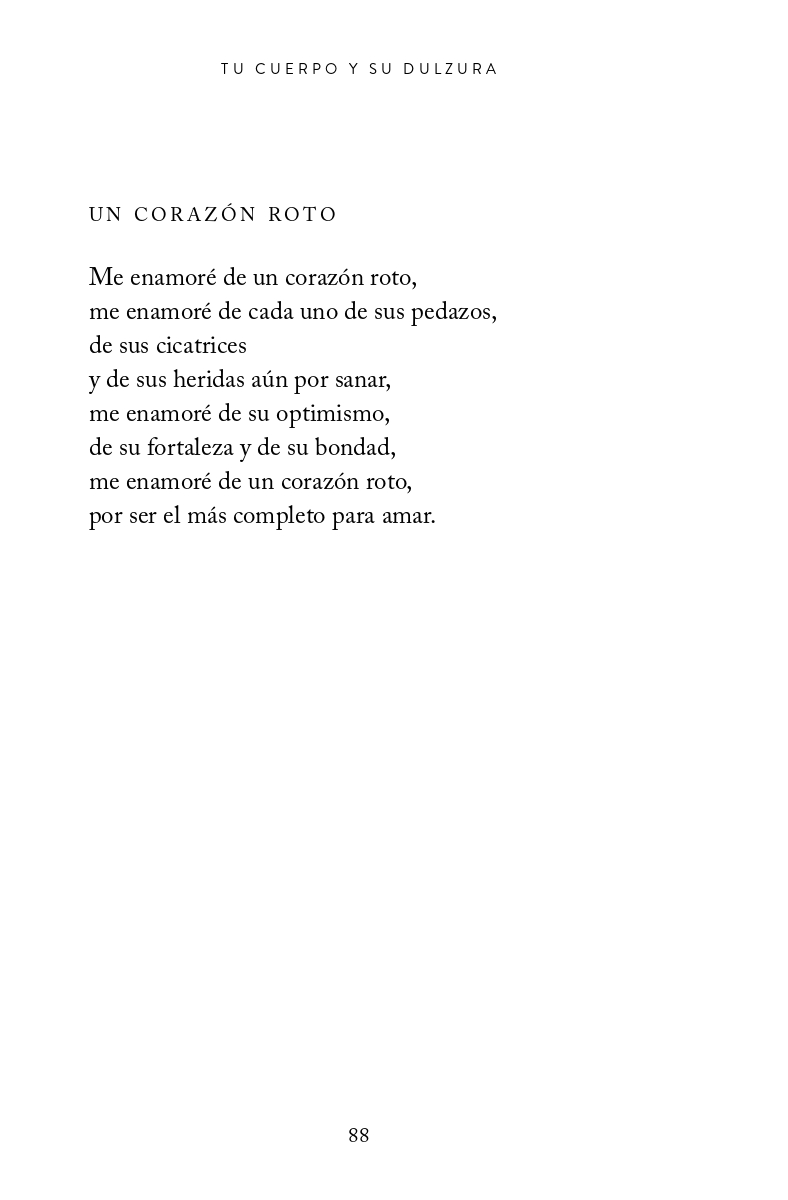 TU CUERPO Y SU DULZURA
UN CORAZÓN ROTO
Me enamoré de un corazón roto,
me enamoré de cada uno de sus pedazos,
de sus cicatrices
y de sus heridas aún por sanar,
me enamoré de su optimismo,
de su fortaleza y de su bondad,
me enamoré de un corazón roto,
por ser el más completo para amar.
88